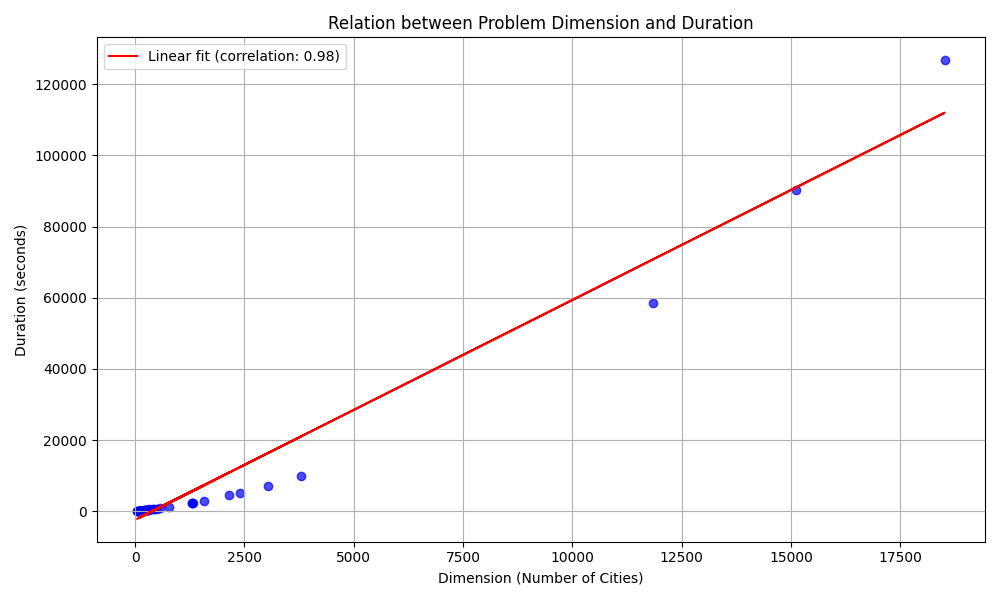 Relation between Problem Dimension and Duration
Linear fit (correlation: 0.98)
120000
100000
80000
60000
40000
20000
0
Duration (seconds)
0 2500 5000 7500 10000 12500 15000 17500
Dimension (Number of Cities)